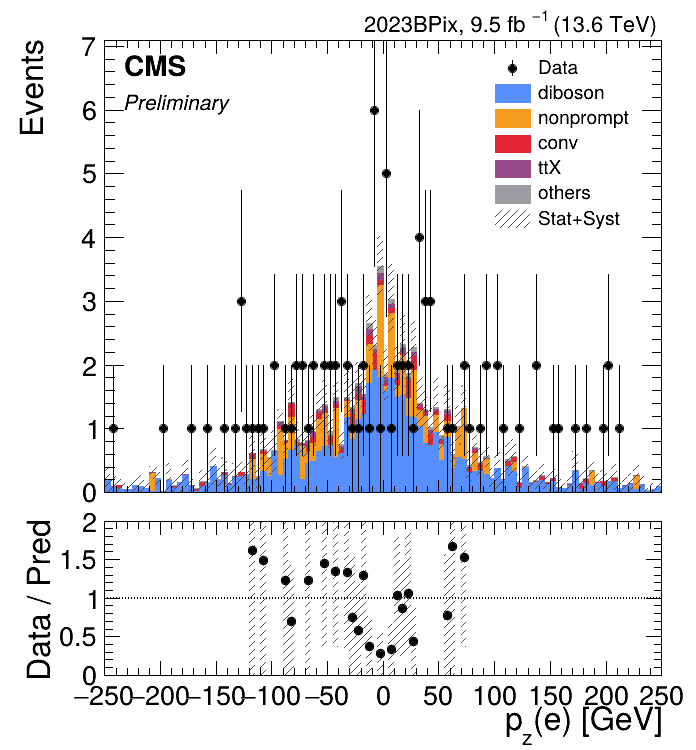 2023BPix, 9.5 fb⁻¹ (13.6 TeV)
CMS
Preliminary
Events
7
6
5
4
3
2
1
0
Data
diboson
nonprompt
conv
ttX
others
Stat+Syst
Data / Pred
2
1.5
1
0.5
0
−250 −200 −150 −100 −50 0 50 100 150 200 250
p_z(e) [GeV]